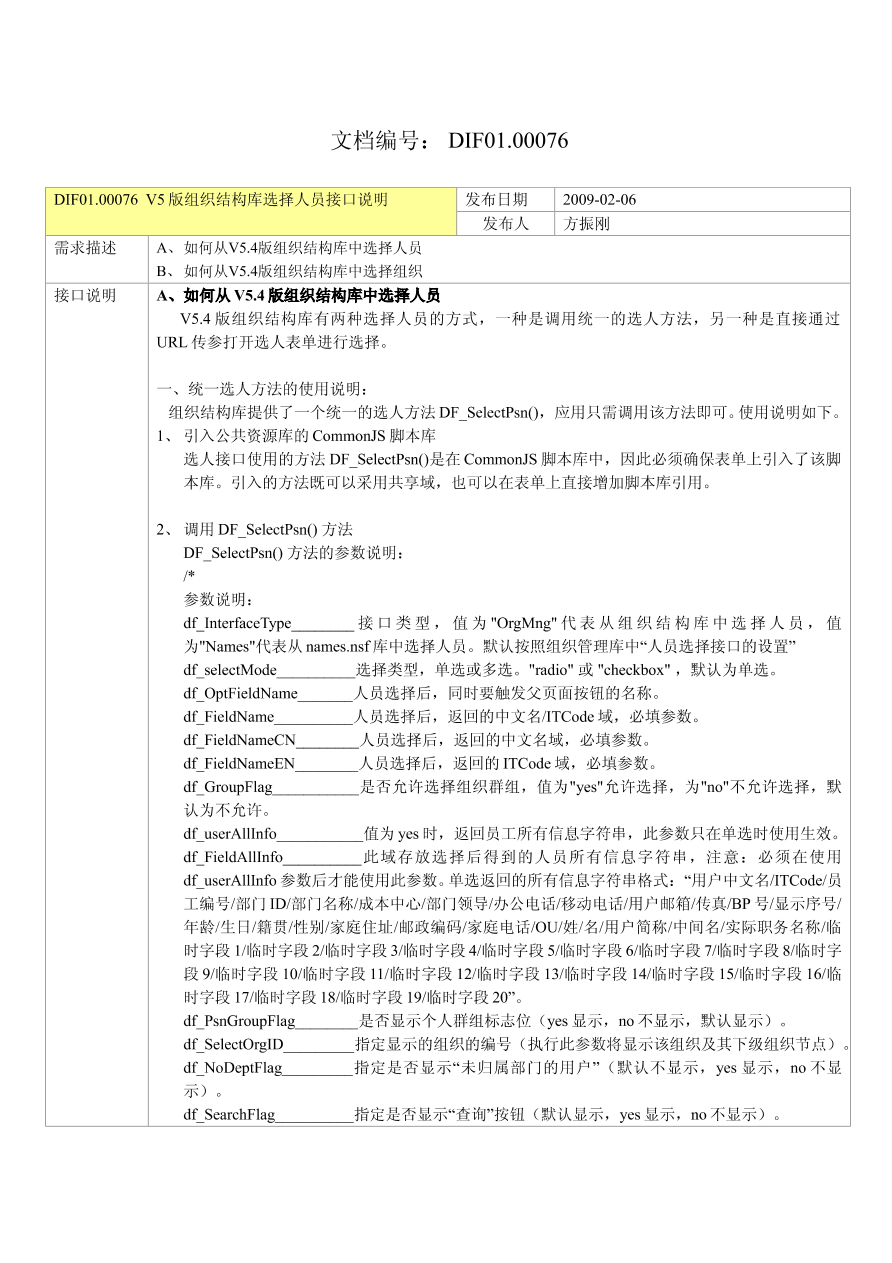 文档编号： DIF01.00076
DIF01.00076  V5 版组织结构库选择人员接口说明
发布日期
2009-02-06
发布人
方振刚
需求描述
A、如何从V5.4版组织结构库中选择人员
B、 如何从V5.4版组织结构库中选择组织
接口说明
A、如何从 V5.4 版组织结构库中选择人员
V5.4 版组织结构库有两种选择人员的方式，一种是调用统一的选人方法，另一种是直接通过
URL 传参打开选人表单进行选择。
一、统一选人方法的使用说明：
组织结构库提供了一个统一的选人方法 DF_SelectPsn()，应用只需调用该方法即可。使用说明如下。
1、 引入公共资源库的 CommonJS 脚本库
选人接口使用的方法 DF_SelectPsn()是在 CommonJS 脚本库中，因此必须确保表单上引入了该脚
本库。引入的方法既可以采用共享域，也可以在表单上直接增加脚本库引用。
2、 调用 DF_SelectPsn() 方法
DF_SelectPsn() 方法的参数说明：
/*
参数说明：
df_InterfaceType________ 接口类型，值为 "OrgMng" 代表从组织结构库中选择人员，值
为"Names"代表从 names.nsf 库中选择人员。默认按照组织管理库中“人员选择接口的设置”
df_selectMode__________选择类型，单选或多选。"radio" 或 "checkbox" ，默认为单选。
df_OptFieldName_______人员选择后，同时要触发父页面按钮的名称。
df_FieldName__________人员选择后，返回的中文名/ITCode 域，必填参数。
df_FieldNameCN________人员选择后，返回的中文名域，必填参数。
df_FieldNameEN________人员选择后，返回的 ITCode 域，必填参数。
df_GroupFlag___________是否允许选择组织群组，值为"yes"允许选择，为"no"不允许选择，默
认为不允许。
df_userAllInfo___________值为 yes 时，返回员工所有信息字符串，此参数只在单选时使用生效。
df_FieldAllInfo__________此域存放选择后得到的人员所有信息字符串，注意：必须在使用
df_userAllInfo 参数后才能使用此参数。单选返回的所有信息字符串格式：“用户中文名/ITCode/员
工编号/部门 ID/部门名称/成本中心/部门领导/办公电话/移动电话/用户邮箱/传真/BP 号/显示序号/
年龄/生日/籍贯/性别/家庭住址/邮政编码/家庭电话/OU/姓/名/用户简称/中间名/实际职务名称/临
时字段 1/临时字段 2/临时字段 3/临时字段 4/临时字段 5/临时字段 6/临时字段 7/临时字段 8/临时字
段 9/临时字段 10/临时字段 11/临时字段 12/临时字段 13/临时字段 14/临时字段 15/临时字段 16/临
时字段 17/临时字段 18/临时字段 19/临时字段 20”。
df_PsnGroupFlag________是否显示个人群组标志位（yes 显示，no 不显示，默认显示）。
df_SelectOrgID_________指定显示的组织的编号（执行此参数将显示该组织及其下级组织节点）。
df_NoDeptFlag_________指定是否显示“未归属部门的用户”（默认不显示，yes 显示，no 不显
示）。
df_SearchFlag__________指定是否显示“查询”按钮（默认显示，yes 显示，no 不显示）。